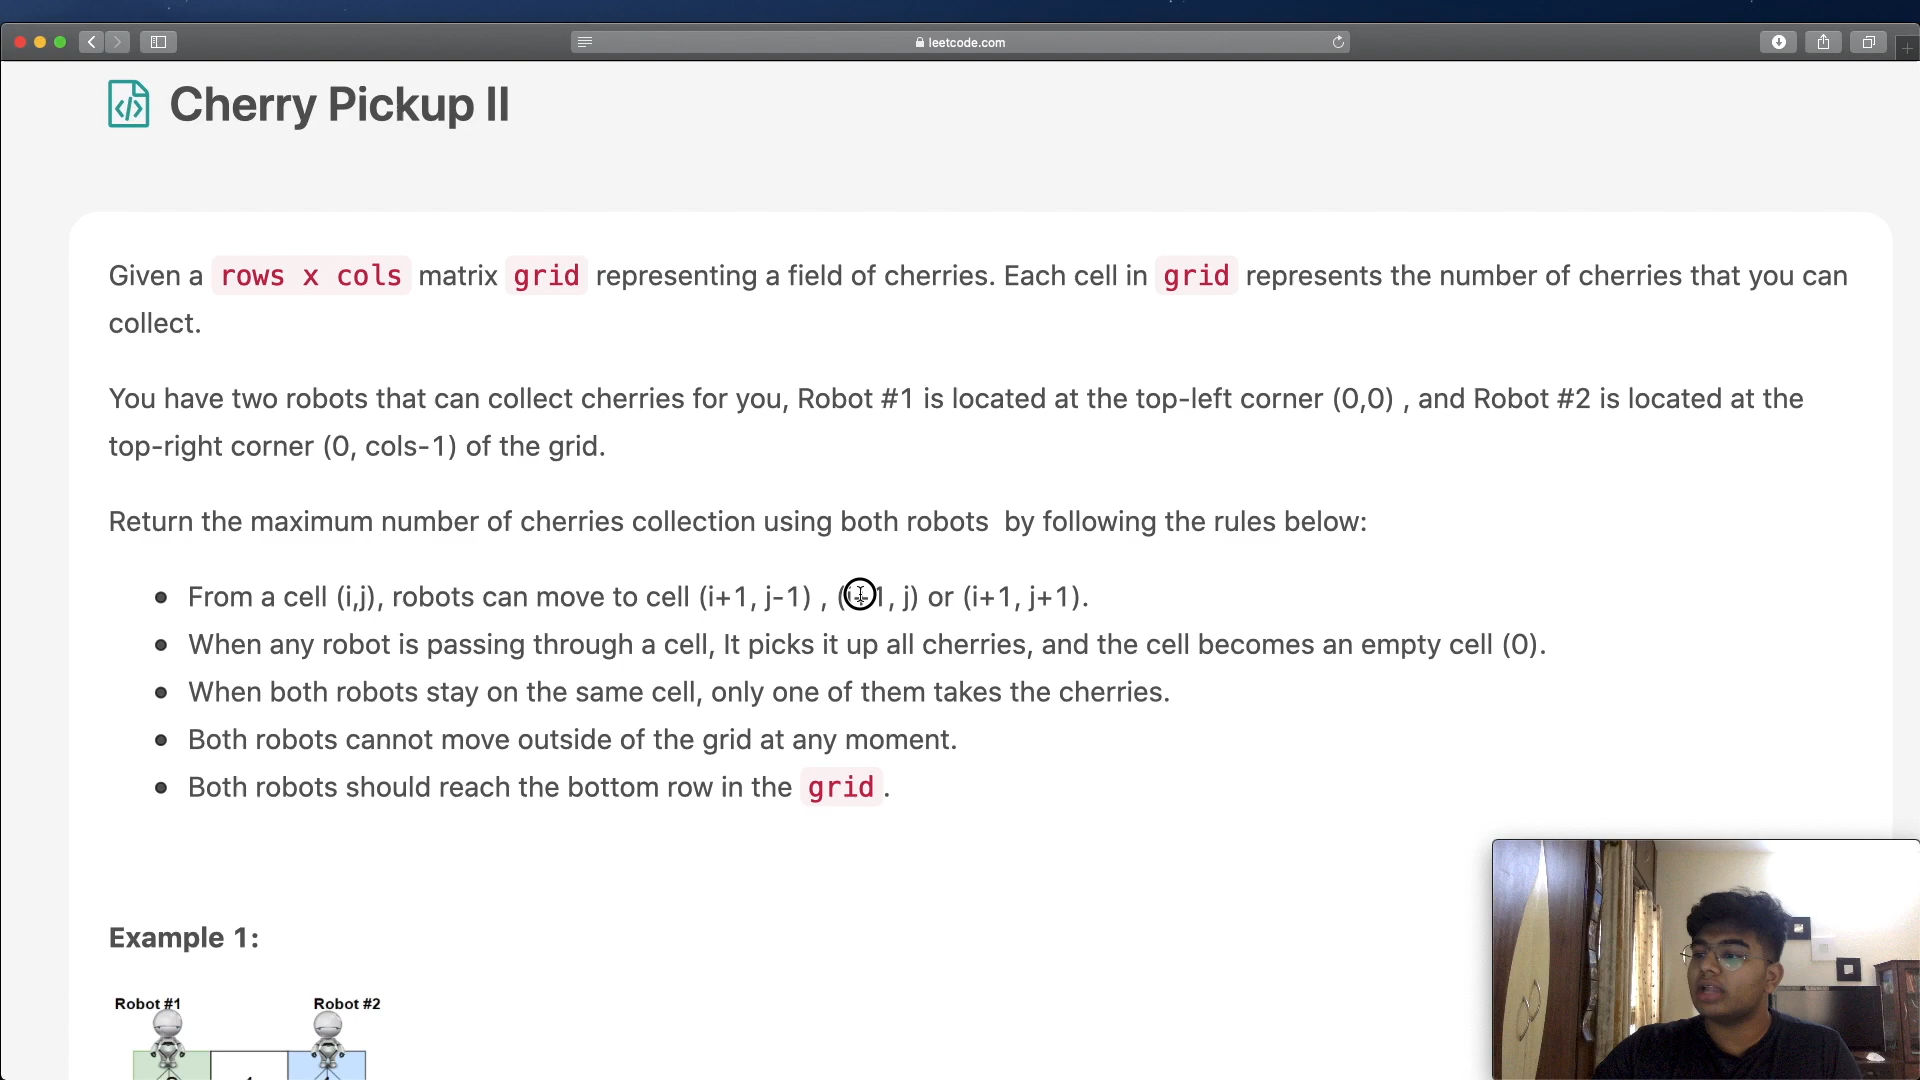 leetcode.com
Cherry Pickup II
Given a rows x cols matrix grid representing a field of cherries. Each cell in grid represents the number of cherries that you can
collect.
You have two robots that can collect cherries for you, Robot #1 is located at the top-left corner (0,0) , and Robot #2 is located at the
top-right corner (0, cols-1) of the grid.
Return the maximum number of cherries collection using both robots by following the rules below:
From a cell (i,j), robots can move to cell (i+1, j-1) , (i+1, j) or (i+1, j+1).
When any robot is passing through a cell, It picks it up all cherries, and the cell becomes an empty cell (0).
When both robots stay on the same cell, only one of them takes the cherries.
Both robots cannot move outside of the grid at any moment.
Both robots should reach the bottom row in the grid.
Example 1:
Robot #1 Robot #2